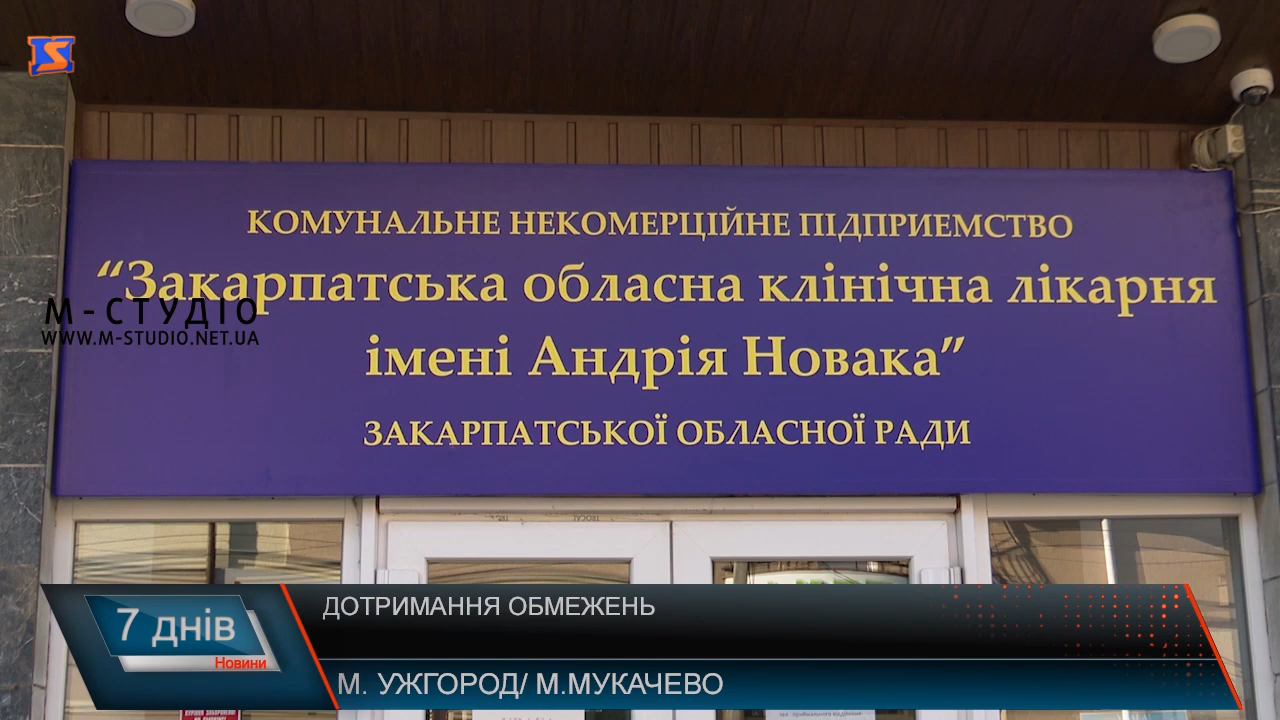 КОМУНАЛЬНЕ НЕКОМЕРЦІЙНЕ ПІДПРИЕМСТВО
“Закарпатська обласна клінічна лікарня
імені Андрія Новака”
ЗАКАРПАТСЬКОЇ ОБЛАСНОЇ РАДИ
М-СТУДІО
WWW.M-STUDIO.NET.UA
7 днів
Новини
ДОТРИМАННЯ ОБМЕЖЕНЬ
М. УЖГОРОД/ М.МУКАЧЕВО